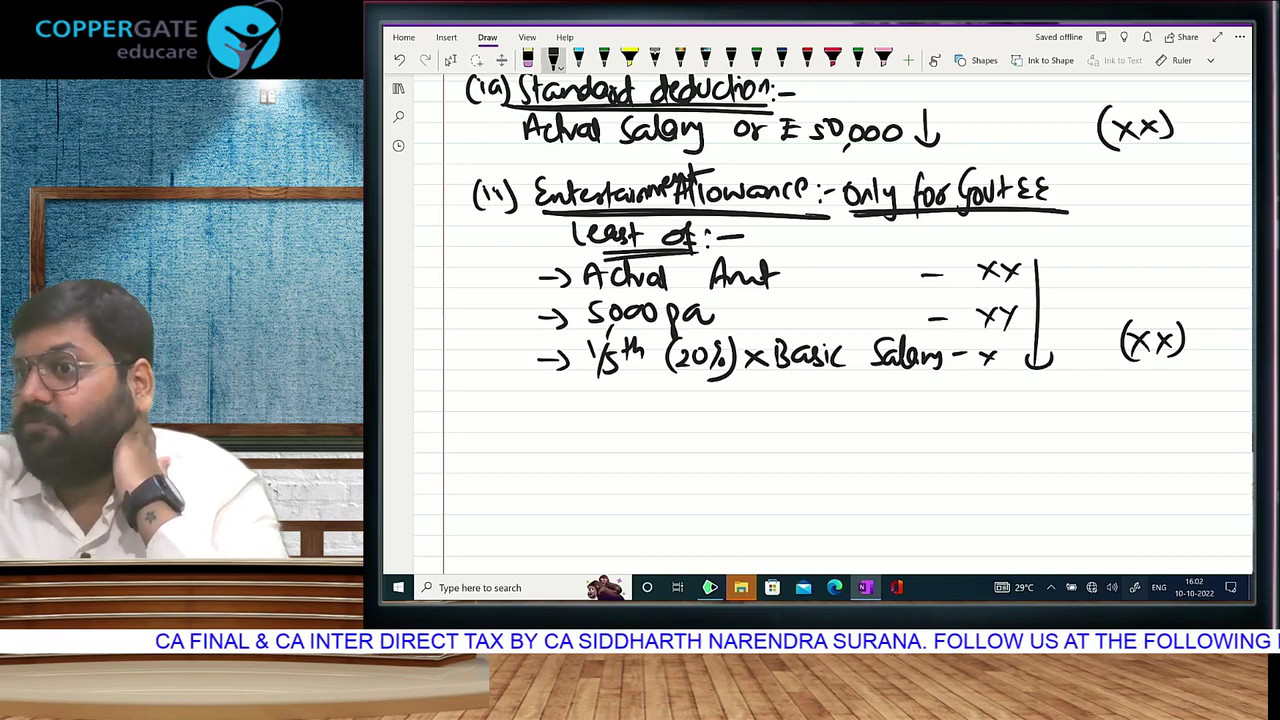 COPPERGATE
educare
Home Insert Draw View Help
Saved offline
Share
Shapes
Ink to Shape
Ink to Text
Ruler
(ia) Standard deduction:-
Actual Salary or ₹ 50,000 ↓ (xx)
(ii) Entertainment Allowance:- Only for Govt EE
Least of:-
→ Actual Amt - xx
→ 5,000 pa - xy
→ 1/5th (20%) x Basic Salary - x (xx)
Type here to search
29°C
ENG
16:02
10-10-2022
CA FINAL & CA INTER DIRECT TAX BY CA SIDDHARTH NARENDRA SURANA. FOLLOW US AT THE FOLLOWING